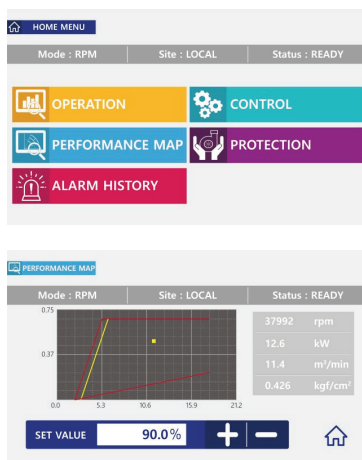 HOME MENU
Mode : RPM Site : LOCAL Status : READY
OPERATION CONTROL
PERFORMANCE MAP PROTECTION
ALARM HISTORY
PERFORMANCE MAP
Mode : RPM Site : LOCAL Status : READY
0.75
37992 rpm
0.37
12.6 kW
11.4 m³/min
0.426 kgf/cm²
0.0 5.3 10.6 15.9 21.2
SET VALUE 90.0% + −